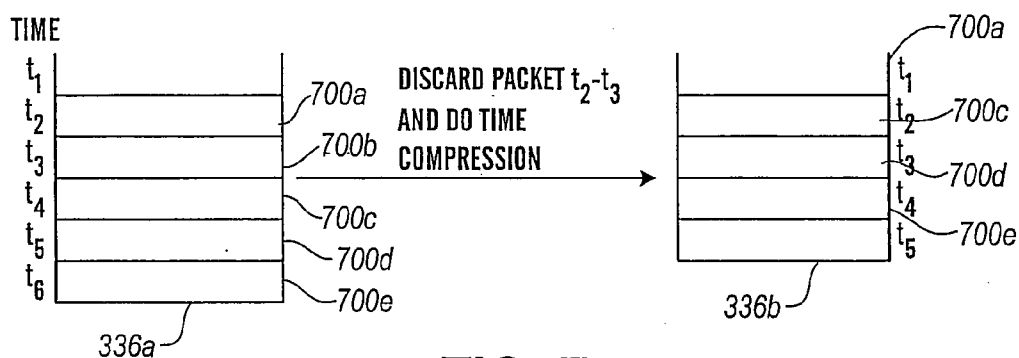 TIME
t1
t2
t3
t4
t5
t6
700a
700b
700c
700d
700e
336a
DISCARD PACKET t2-t3
AND DO TIME
COMPRESSION
700a
t1
t2
700c
t3
700d
t4
700e
t5
336b